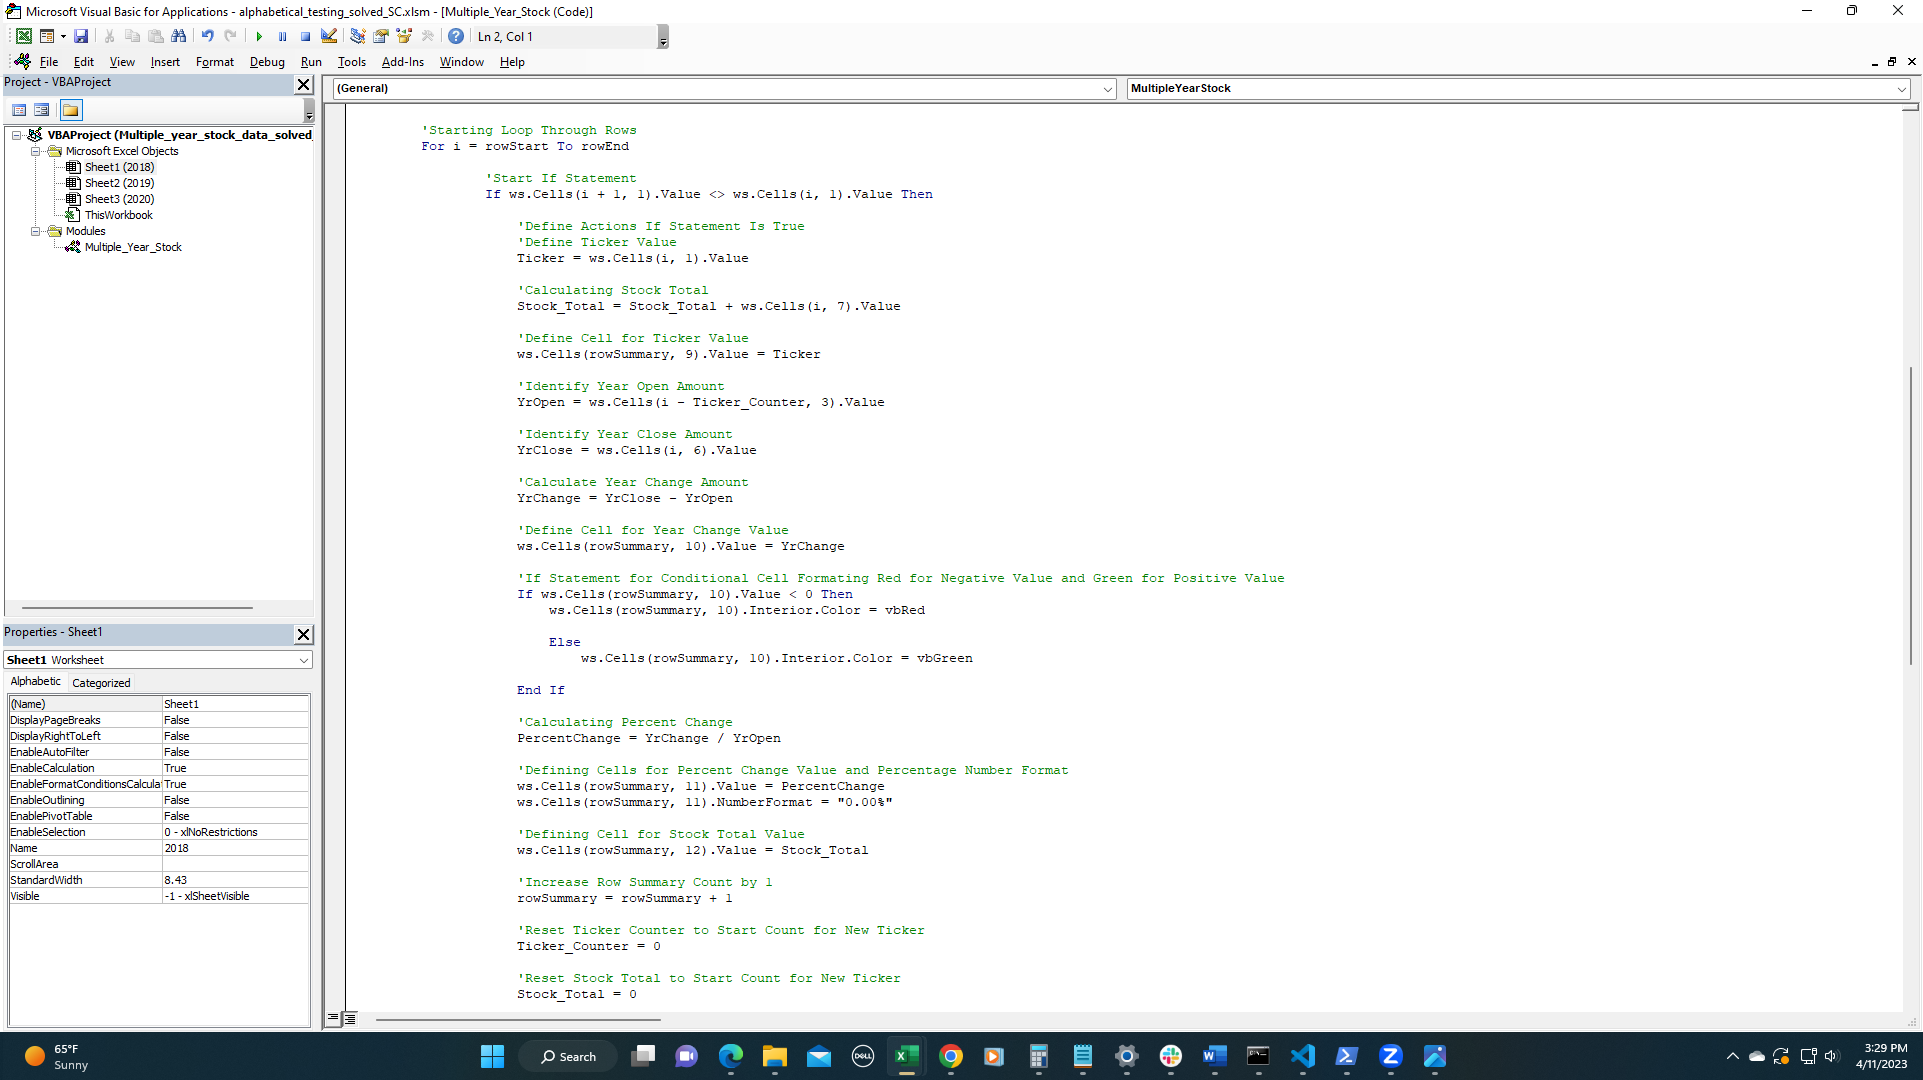 Microsoft Visual Basic for Applications - alphabetical_testing_solved_SC.xlsm - [Multiple_Year_Stock (Code)]
Ln 2, Col 1
File Edit View Insert Format Debug Run Tools Add-Ins Window Help
Project - VBAProject
(General)
MultipleYearStock
VBAProject (Multiple_year_stock_data_solved_
Microsoft Excel Objects
Sheet1 (2018)
Sheet2 (2019)
Sheet3 (2020)
ThisWorkbook
Modules
Multiple_Year_Stock
Properties - Sheet1
Sheet1 Worksheet
Alphabetic Categorized
(Name) Sheet1
DisplayPageBreaks False
DisplayRightToLeft False
EnableAutoFilter False
EnableCalculation True
EnableFormatConditionsCalculat True
EnableOutlining False
EnablePivotTable False
EnableSelection 0 - xlNoRestrictions
Name 2018
ScrollArea
StandardWidth 8.43
Visible -1 - xlSheetVisible
'Starting Loop Through Rows
For i = rowStart To rowEnd
'Start If Statement
If ws.Cells(i + 1, 1).Value <> ws.Cells(i, 1).Value Then
'Define Actions If Statement Is True
'Define Ticker Value
Ticker = ws.Cells(i, 1).Value
'Calculating Stock Total
Stock_Total = Stock_Total + ws.Cells(i, 7).Value
'Define Cell for Ticker Value
ws.Cells(rowSummary, 9).Value = Ticker
'Identify Year Open Amount
YrOpen = ws.Cells(i - Ticker_Counter, 3).Value
'Identify Year Close Amount
YrClose = ws.Cells(i, 6).Value
'Calculate Year Change Amount
YrChange = YrClose - YrOpen
'Define Cell for Year Change Value
ws.Cells(rowSummary, 10).Value = YrChange
'If Statement for Conditional Cell Formating Red for Negative Value and Green for Positive Value
If ws.Cells(rowSummary, 10).Value < 0 Then
ws.Cells(rowSummary, 10).Interior.Color = vbRed
Else
ws.Cells(rowSummary, 10).Interior.Color = vbGreen
End If
'Calculating Percent Change
PercentChange = YrChange / YrOpen
'Defining Cells for Percent Change Value and Percentage Number Format
ws.Cells(rowSummary, 11).Value = PercentChange
ws.Cells(rowSummary, 11).NumberFormat = "0.00%"
'Defining Cell for Stock Total Value
ws.Cells(rowSummary, 12).Value = Stock_Total
'Increase Row Summary Count by 1
rowSummary = rowSummary + 1
'Reset Ticker Counter to Start Count for New Ticker
Ticker_Counter = 0
'Reset Stock Total to Start Count for New Ticker
Stock_Total = 0
65°F
Sunny
Search
DELL
3:29 PM
4/11/2023